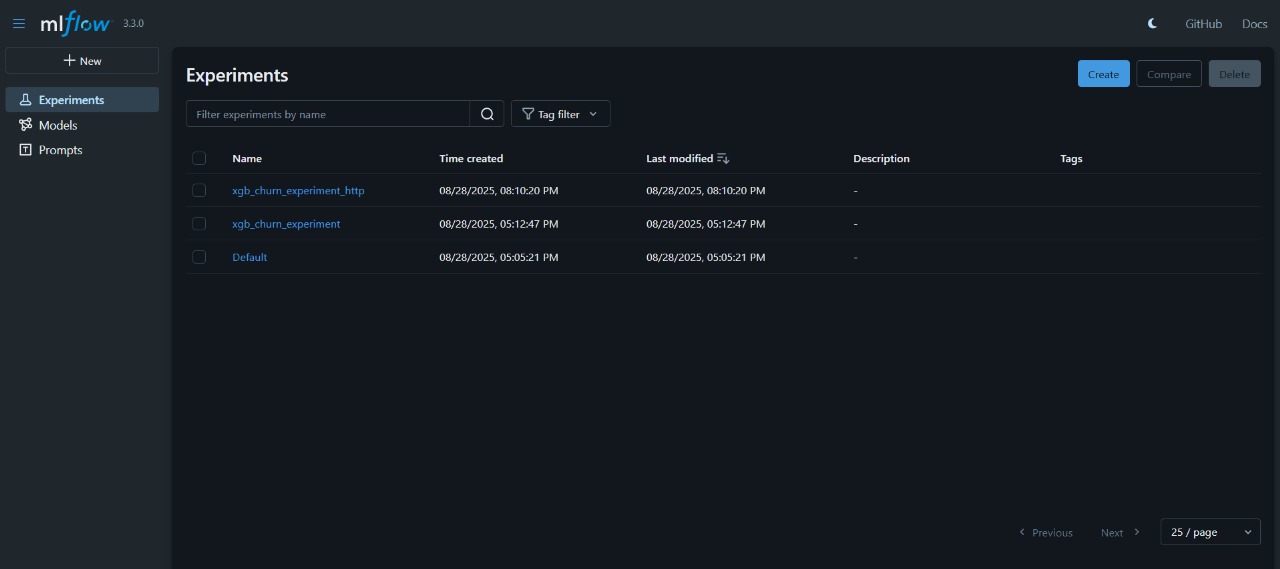 mlflow 3.3.0 GitHub Docs
+ New
Experiments
Models
Prompts
Experiments
Create Compare Delete
Filter experiments by name Tag filter
Name Time created Last modified Description Tags
xgb_churn_experiment_http 08/28/2025, 08:10:20 PM 08/28/2025, 08:10:20 PM -
xgb_churn_experiment 08/28/2025, 05:12:47 PM 08/28/2025, 05:12:47 PM -
Default 08/28/2025, 05:05:21 PM 08/28/2025, 05:05:21 PM -
Previous Next 25 / page